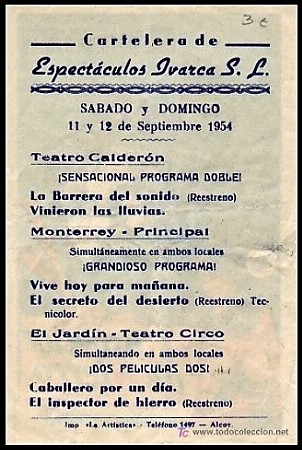 3€
Cartelera de
Espectáculos Ivarca S. L.
SABADO y DOMINGO
11 y 12 de Septiembre 1954
Teatro Calderón
¡SENSACIONAL PROGRAMA DOBLE!
La Barrera del sonido (Reestreno)
Vinieron las lluvias.
Monterrey - Principal
Simultáneamente en ambos locales
¡GRANDIOSO PROGRAMA!
Vive hoy para mañana.
El secreto del desierto (Reestreno) Tec-
nicolor.
El Jardín - Teatro Circo
Simultaneando en ambos locales
¡DOS PELICULAS DOS!
Caballero por un día.
El inspector de hierro (Reestreno)
Imp «La Artística» - Teléfono 1497 - Alcoy.
tc www.todocoleccion.net